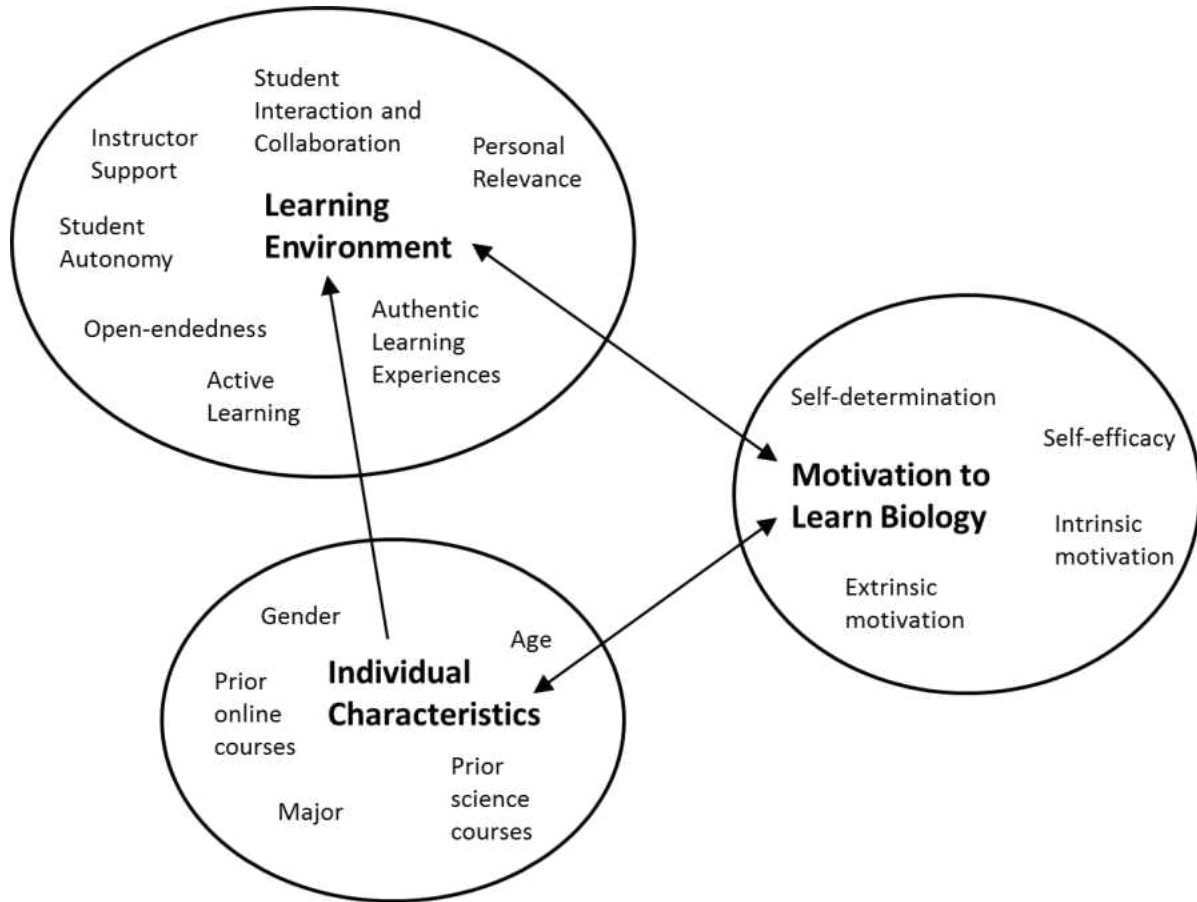 Student
Interaction and
Collaboration
Instructor
Support
Personal
Relevance
Learning
Environment
Student
Autonomy
Open-endedness
Authentic
Learning
Experiences
Active
Learning
Self-determination
Self-efficacy
Motivation to
Learn Biology
Intrinsic
motivation
Extrinsic
motivation
Gender
Age
Individual
Characteristics
Prior
online
courses
Prior
science
courses
Major